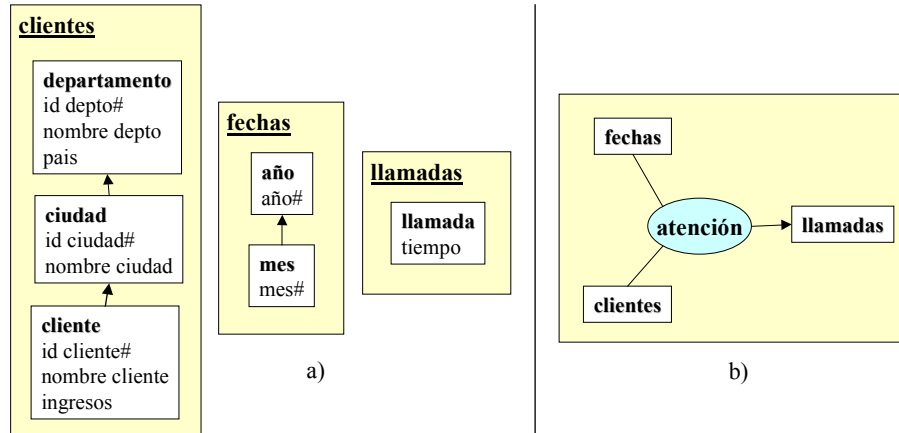 clientes
departamento
id depto#
nombre depto
pais
ciudad
id ciudad#
nombre ciudad
cliente
id cliente#
nombre cliente
ingresos
fechas
año
año#
mes
mes#
llamadas
llamada
tiempo
a)
fechas
atención
llamadas
clientes
b)